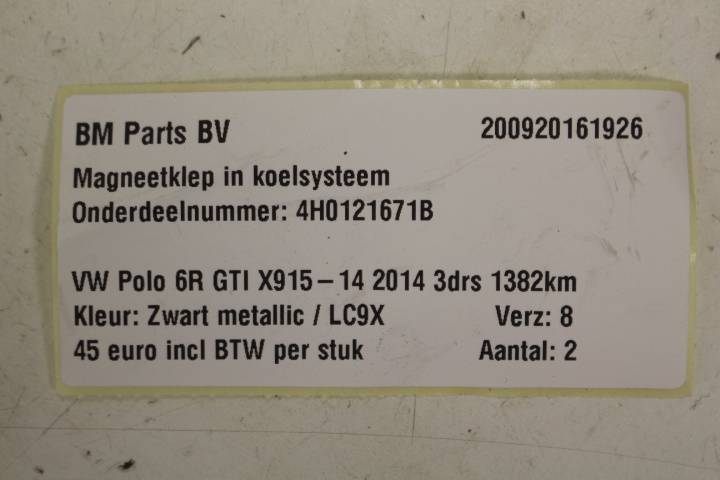 BM Parts BV 200920161926
Magneetklep in koelsysteem
Onderdeelnummer: 4H0121671B
VW Polo 6R GTI X915 – 14 2014 3drs 1382km
Kleur: Zwart metallic / LC9X Verz: 8
45 euro incl BTW per stuk Aantal: 2